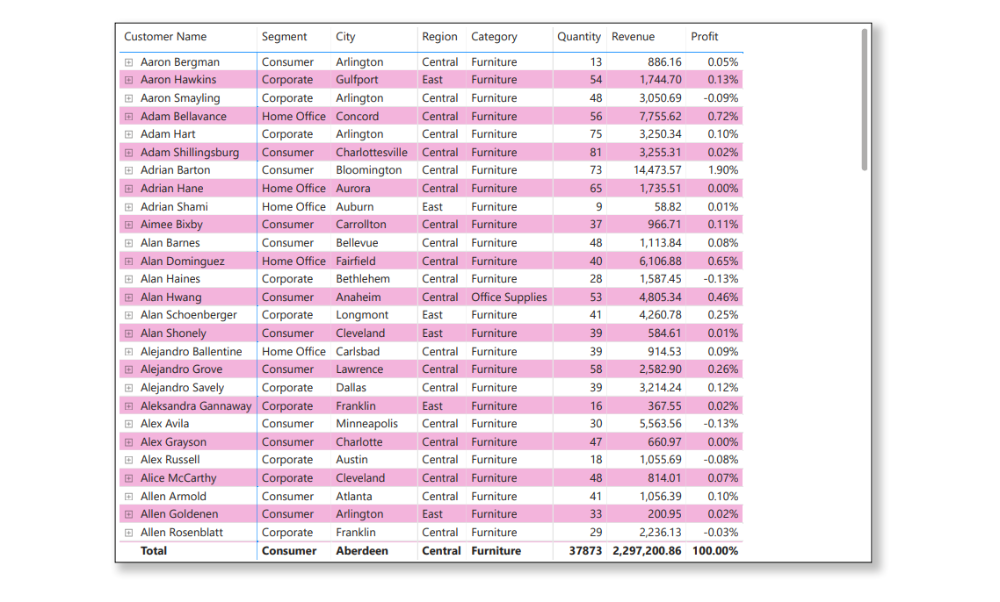 Customer Name Segment City Region Category Quantity Revenue Profit
Aaron Bergman Consumer Arlington Central Furniture 13 886.16 0.05%
Aaron Hawkins Corporate Gulfport East Furniture 54 1,744.70 0.13%
Aaron Smayling Corporate Arlington Central Furniture 48 3,050.69 -0.09%
Adam Bellavance Home Office Concord Central Furniture 56 7,755.62 0.72%
Adam Hart Corporate Arlington Central Furniture 75 3,250.34 0.10%
Adam Shillingsburg Consumer Charlottesville Central Furniture 81 3,255.31 0.02%
Adrian Barton Consumer Bloomington Central Furniture 73 14,473.57 1.90%
Adrian Hane Home Office Aurora Central Furniture 65 1,735.51 0.00%
Adrian Shami Home Office Auburn East Furniture 9 58.82 0.01%
Aimee Bixby Consumer Carrollton Central Furniture 37 966.71 0.11%
Alan Barnes Consumer Bellevue Central Furniture 48 1,113.84 0.08%
Alan Dominguez Home Office Fairfield Central Furniture 40 6,106.88 0.65%
Alan Haines Corporate Bethlehem Central Furniture 28 1,587.45 -0.13%
Alan Hwang Consumer Anaheim Central Office Supplies 53 4,805.34 0.46%
Alan Schoenberger Corporate Longmont East Furniture 41 4,260.78 0.25%
Alan Shonely Consumer Cleveland East Furniture 39 584.61 0.01%
Alejandro Ballentine Home Office Carlsbad Central Furniture 39 914.53 0.09%
Alejandro Grove Consumer Lawrence Central Furniture 58 2,582.90 0.26%
Alejandro Savely Corporate Dallas Central Furniture 39 3,214.24 0.12%
Aleksandra Gannaway Corporate Franklin East Furniture 16 367.55 0.02%
Alex Avila Consumer Minneapolis Central Furniture 30 5,563.56 -0.13%
Alex Grayson Consumer Charlotte Central Furniture 47 660.97 0.00%
Alex Russell Corporate Austin Central Furniture 18 1,055.69 -0.08%
Alice McCarthy Corporate Cleveland Central Furniture 48 814.01 0.07%
Allen Armold Consumer Atlanta Central Furniture 41 1,056.39 0.10%
Allen Goldenen Consumer Arlington East Furniture 33 200.95 0.02%
Allen Rosenblatt Corporate Franklin Central Furniture 29 2,236.13 -0.03%
Total Consumer Aberdeen Central Furniture 37873 2,297,200.86 100.00%